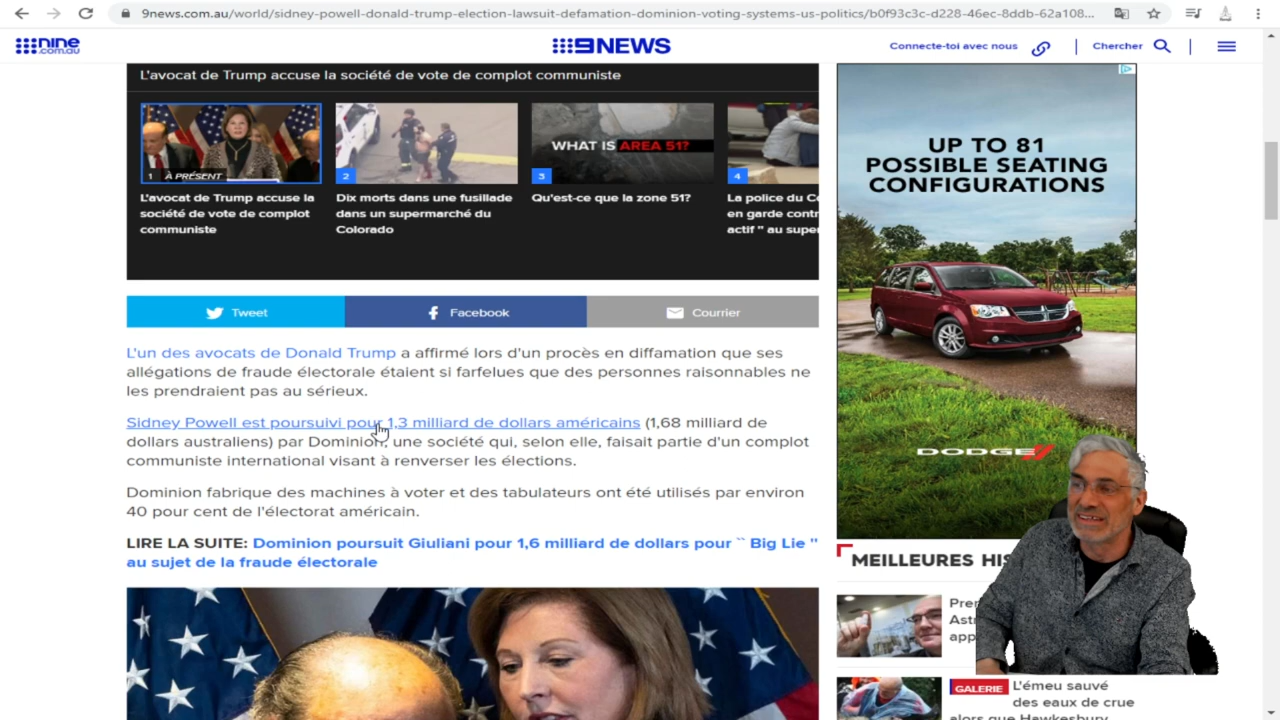 9news.com.au/world/sidney-powell-donald-trump-election-lawsuit-defamation-dominion-voting-systems-us-politics/b0f93c3c-d228-46ec-8ddb-62a108...
nine
.com.au
9NEWS
Connecte-toi avec nous
Chercher
L'avocat de Trump accuse la société de vote de complot communiste
1 À PRÉSENT
2
WHAT IS AREA 51?
3
4
L'avocat de Trump accuse la
société de vote de complot
communiste
Dix morts dans une fusillade
dans un supermarché du
Colorado
Qu'est-ce que la zone 51?
La police du
en garde
actif " au
Tweet
Facebook
Courrier
L'un des avocats de Donald Trump a affirmé lors d'un procès en diffamation que ses
allégations de fraude électorale étaient si farfelues que des personnes raisonnables ne
les prendraient pas au sérieux.
Sidney Powell est poursuivi pour 1,3 milliard de dollars américains (1,68 milliard de
dollars australiens) par Dominion, une société qui, selon elle, faisait partie d'un complot
communiste international visant à renverser les élections.
Dominion fabrique des machines à voter et des tabulateurs ont été utilisés par environ
40 pour cent de l'électorat américain.
LIRE LA SUITE: Dominion poursuit Giuliani pour 1,6 milliard de dollars pour `` Big Lie ''
au sujet de la fraude électorale
UP TO 81
POSSIBLE SEATING
CONFIGURATIONS
DODGE
MEILLEURES
GALERIE L'émeu sauvé
des eaux de crue
alors que Hawkesbury